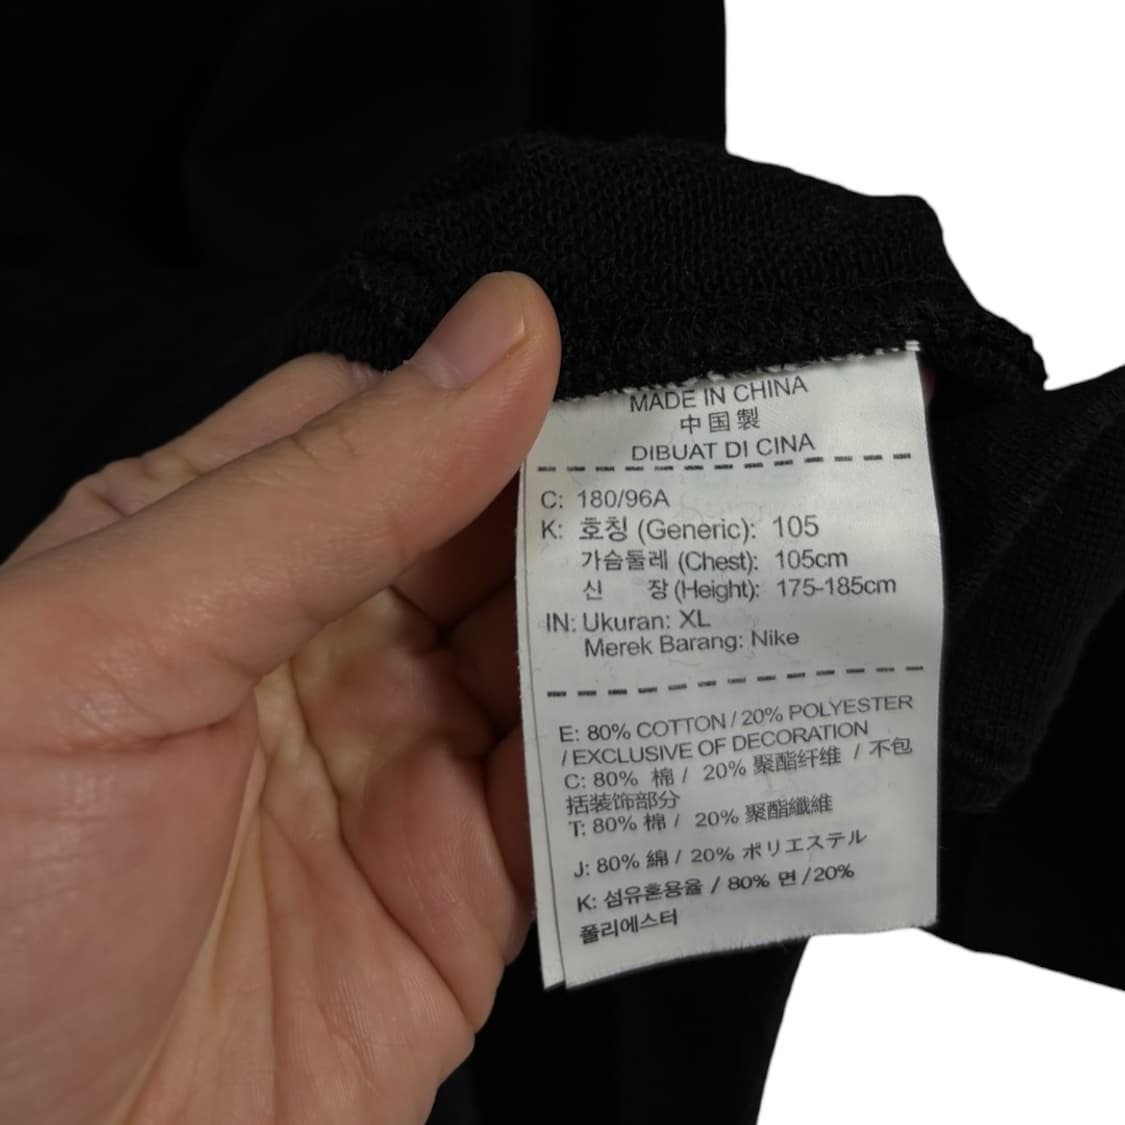 MADE IN CHINA
中国製
DIBUAT DI CINA
C: 180/96A
K: 호칭 (Generic): 105
가슴둘레 (Chest): 105cm
신 장 (Height): 175-185cm
IN: Ukuran: XL
Merek Barang: Nike
E: 80% COTTON / 20% POLYESTER
/ EXCLUSIVE OF DECORATION
C: 80% 棉 / 20% 聚酯纤维 / 不包
括装饰部分
T: 80% 棉 / 20% 聚酯纖維
J: 80% 綿 / 20% ポリエステル
K: 섬유혼용율 / 80% 면 /20%
폴리에스터